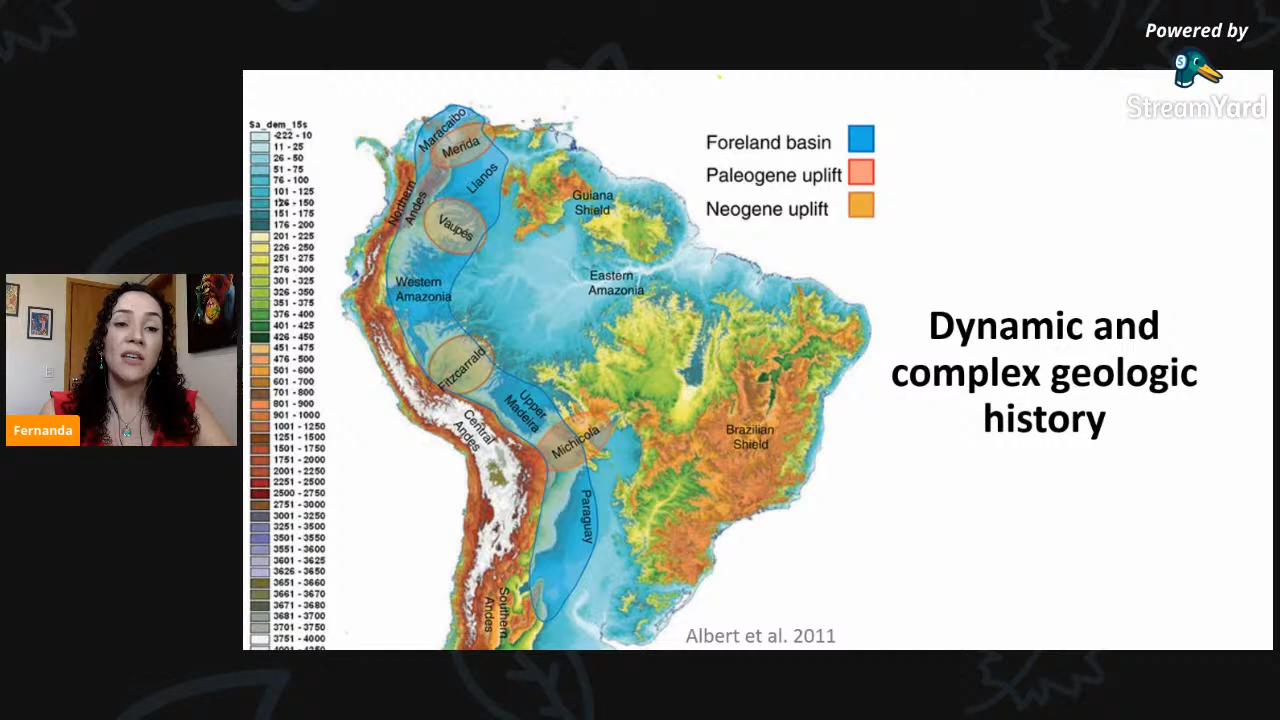 Powered by
StreamYard
Sa_dem_15s
-222 - 10
11 - 25
26 - 50
51 - 75
76 - 100
101 - 125
126 - 150
151 - 175
176 - 200
201 - 225
226 - 250
251 - 275
276 - 300
301 - 325
326 - 350
351 - 375
376 - 400
401 - 425
426 - 450
451 - 475
476 - 500
501 - 600
601 - 700
701 - 800
801 - 900
901 - 1000
1001 - 1250
1251 - 1500
1501 - 1750
1751 - 2000
2001 - 2250
2251 - 2500
2500 - 2750
2751 - 3000
3001 - 3250
3251 - 3500
3501 - 3550
3551 - 3600
3601 - 3625
3626 - 3650
3651 - 3660
3661 - 3670
3671 - 3680
3681 - 3700
3701 - 3750
3751 - 4000
Maracaibo
Merida
Llanos
Northern
Andes
Vaupés
Guiana
Shield
Western
Amazonia
Eastern
Amazonia
Fitzcarrald
Upper
Madeira
Central
Andes
Michicola
Brazilian
Shield
Paraguay
Southern
Andes
Foreland basin
Paleogene uplift
Neogene uplift
Dynamic and
complex geologic
history
Albert et al. 2011
Fernanda